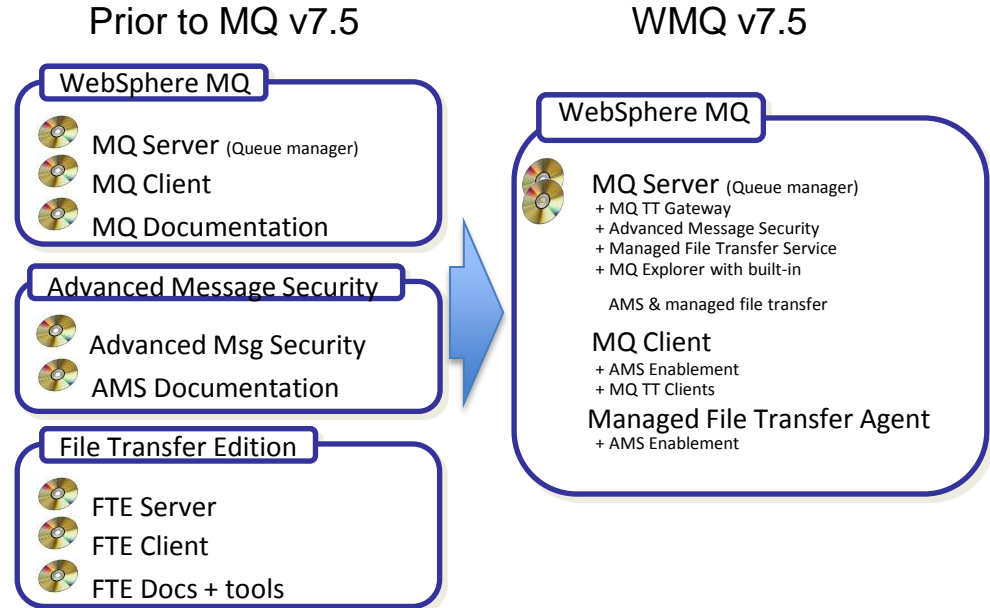 Prior to MQ v7.5
WebSphere MQ
MQ Server (Queue manager)
MQ Client
MQ Documentation
Advanced Message Security
Advanced Msg Security
AMS Documentation
File Transfer Edition
FTE Server
FTE Client
FTE Docs + tools
WMQ v7.5
WebSphere MQ
MQ Server (Queue manager)
+ MQ TT Gateway
+ Advanced Message Security
+ Managed File Transfer Service
+ MQ Explorer with built-in
AMS & managed file transfer
MQ Client
+ AMS Enablement
+ MQ TT Clients
Managed File Transfer Agent
+ AMS Enablement